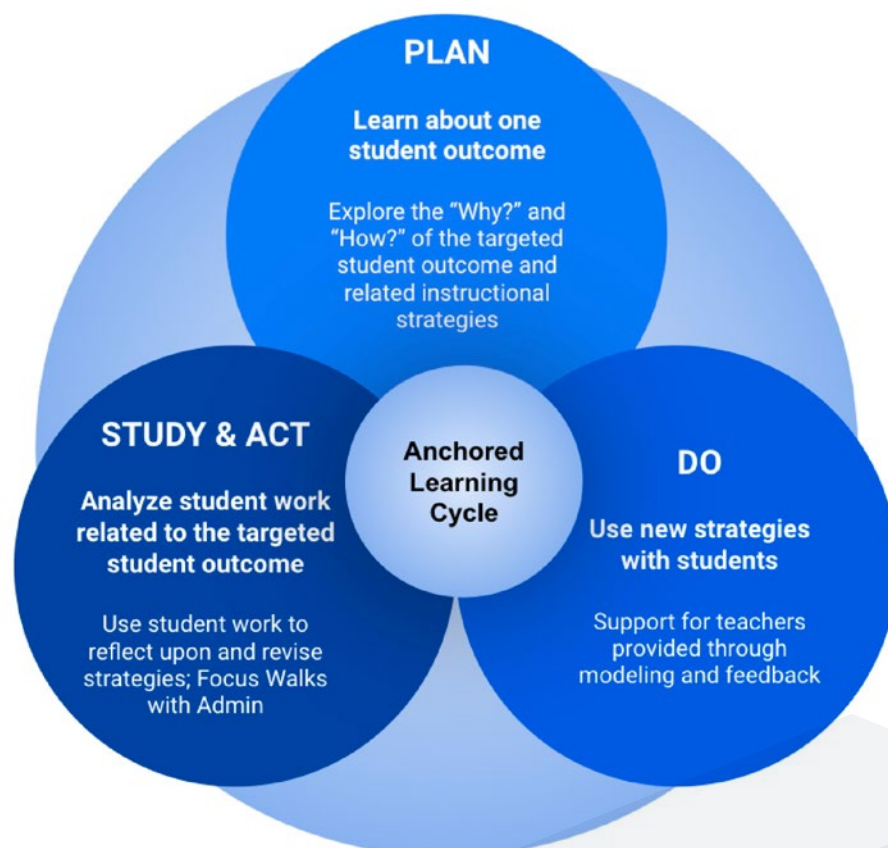 PLAN
Learn about one
student outcome
Explore the “Why?” and
“How?” of the targeted
student outcome and
related instructional
strategies
STUDY & ACT
Analyze student work
related to the targeted
student outcome
Use student work to
reflect upon and revise
strategies; Focus Walks
with Admin
Anchored
Learning
Cycle
DO
Use new strategies
with students
Support for teachers
provided through
modeling and feedback